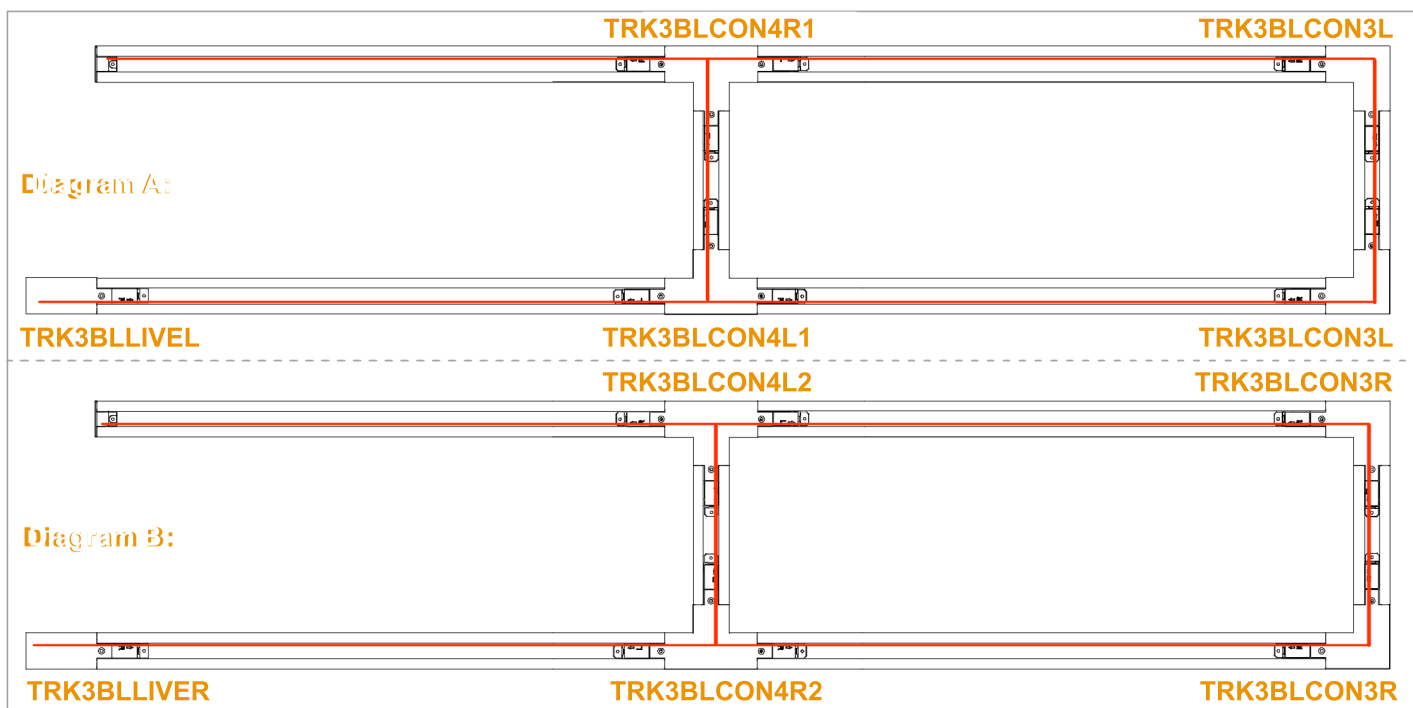 TRK3BLCON4R1 TRK3BLCON3L
Diagram A:
TRK3BLLIVEL TRK3BLCON4L1 TRK3BLCON3L
TRK3BLCON4L2 TRK3BLCON3R
Diagram B:
TRK3BLLIVER TRK3BLCON4R2 TRK3BLCON3R